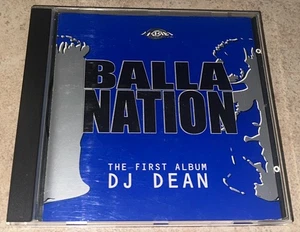 BALLA
NATION
THE FIRST ALBUM
DJ DEAN